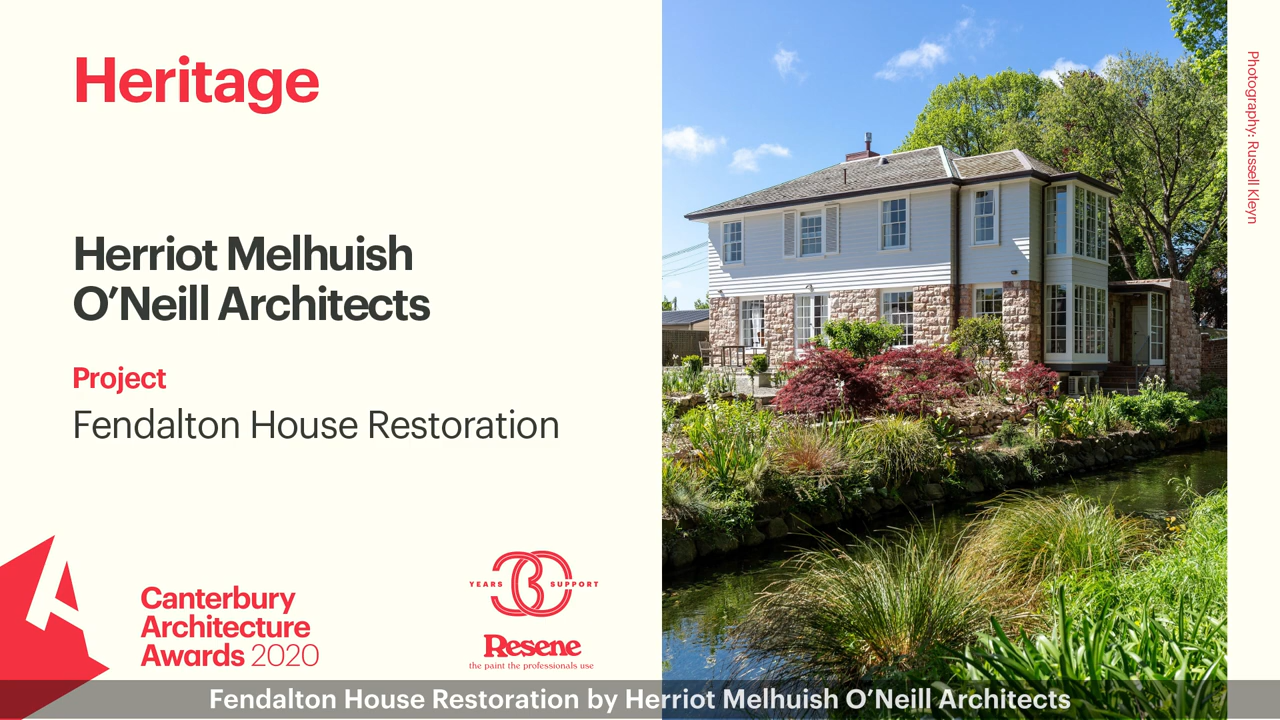 Heritage
Herriot Melhuish
O’Neill Architects
Project
Fendalton House Restoration
Canterbury
Architecture
Awards 2020
YEARS 30 SUPPORT
Resene
the paint the professionals use
Photography: Russell Kleyn
Fendalton House Restoration by Herriot Melhuish O’Neill Architects